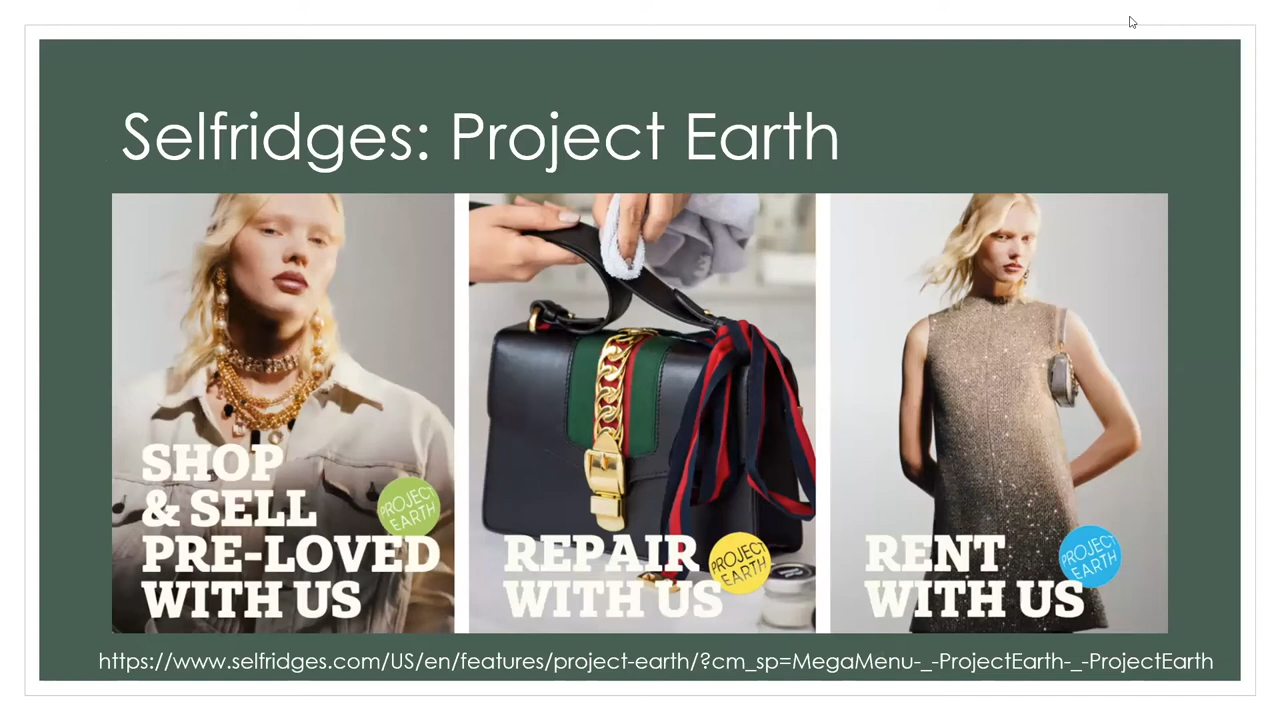 Selfridges: Project Earth
SHOP
& SELL
PRE-LOVED
WITH US
PROJECT
EARTH
REPAIR
WITH US
PROJECT
EARTH
RENT
WITH US
PROJECT
EARTH
https://www.selfridges.com/US/en/features/project-earth/?cm_sp=MegaMenu-_-ProjectEarth-_-ProjectEarth